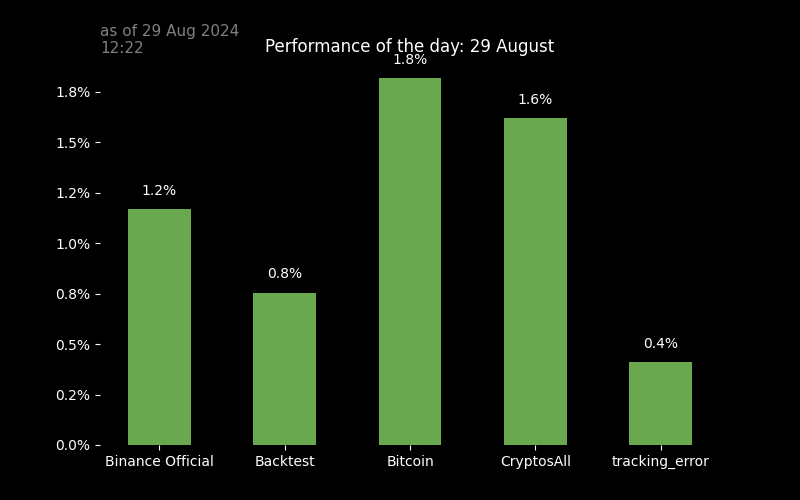 as of 29 Aug 2024
12:22
Performance of the day: 29 August
1.8%
1.6%
1.2%
0.8%
0.4%
1.8%
1.5%
1.2%
1.0%
0.8%
0.5%
0.2%
0.0%
Binance Official
Backtest
Bitcoin
CryptosAll
tracking_error